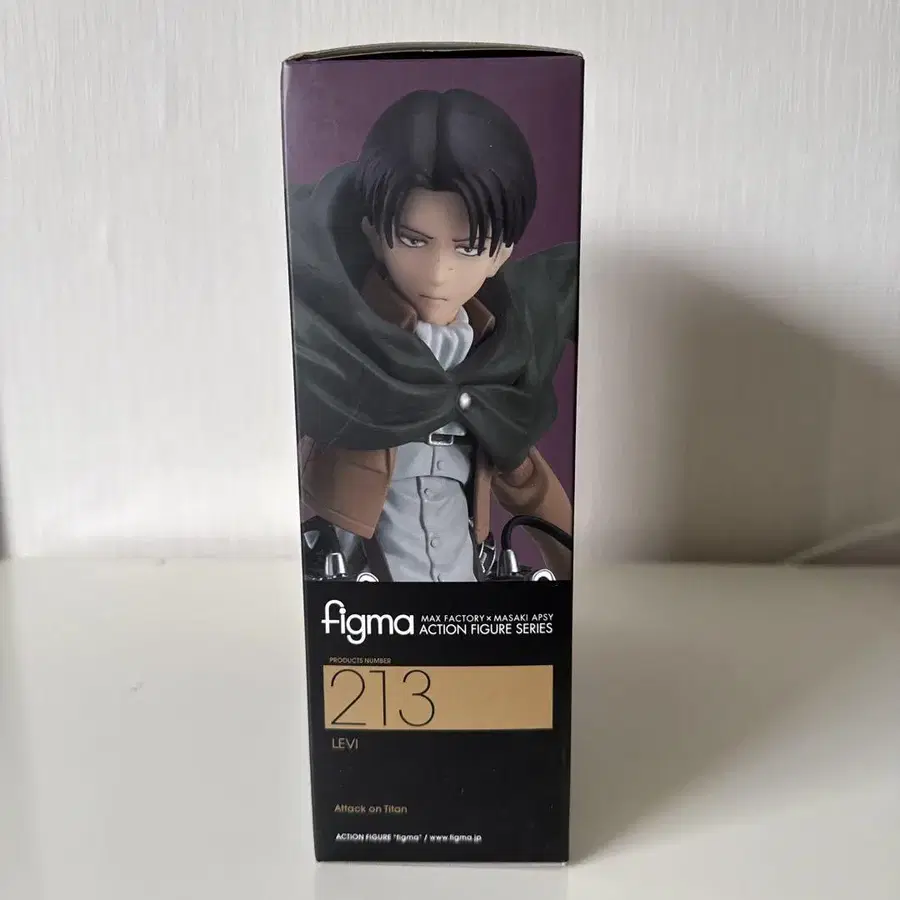 figma
MAX FACTORY × MASAKI APSY
ACTION FIGURE SERIES
PRODUCTS NUMBER
213
LEVI
Attack on Titan
ACTION FIGURE "figma" / www.figma.jp